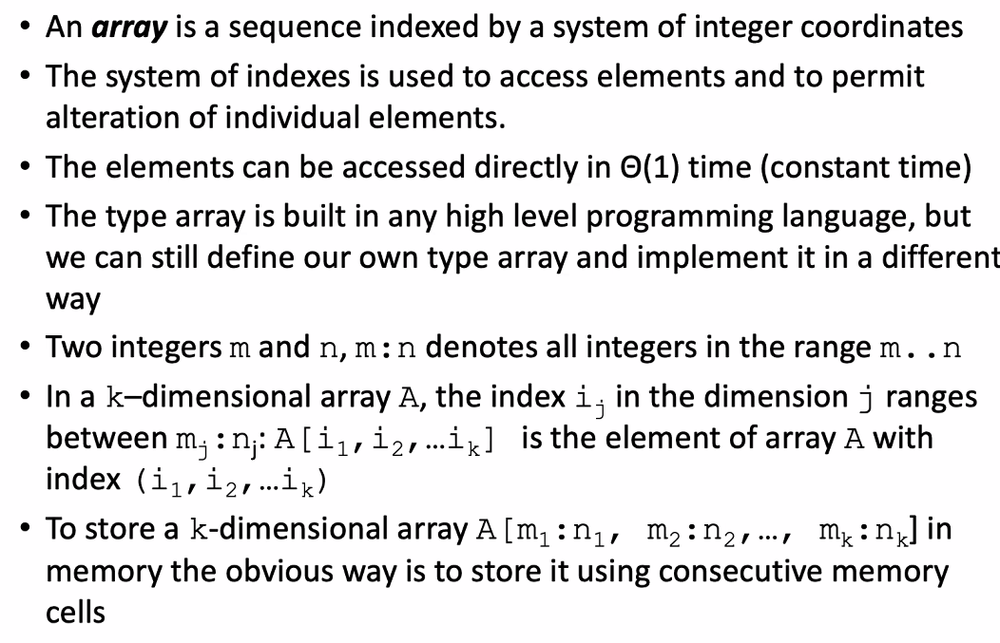 • An array is a sequence indexed by a system of integer coordinates
• The system of indexes is used to access elements and to permit
alteration of individual elements.
• The elements can be accessed directly in Θ(1) time (constant time)
• The type array is built in any high level programming language, but
we can still define our own type array and implement it in a different
way
• Two integers m and n, m:n denotes all integers in the range m..n
• In a k–dimensional array A, the index i_j in the dimension j ranges
between m_j:n_j: A[i_1,i_2,…i_k] is the element of array A with
index (i_1,i_2,…i_k)
• To store a k-dimensional array A[m_1:n_1, m_2:n_2,…, m_k:n_k] in
memory the obvious way is to store it using consecutive memory
cells